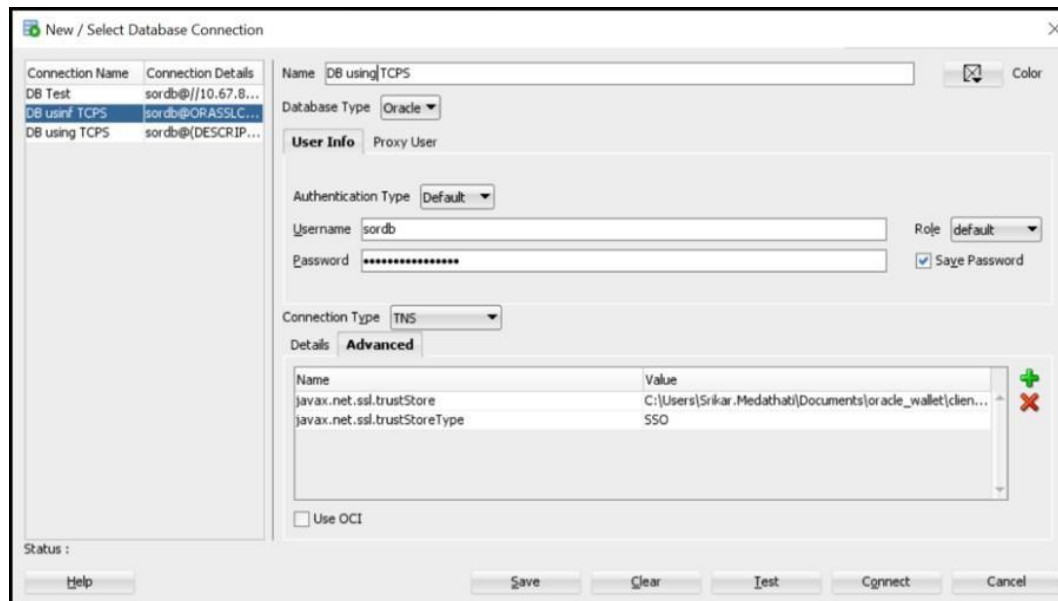 New / Select Database Connection
Connection Name Connection Details
DB Test sordb@//10.67.8...
DB usinf TCPS sordb@ORASSLC...
DB using TCPS sordb@(DESCRIP...
Name DB using TCPS Color
Database Type Oracle
User Info Proxy User
Authentication Type Default
Username sordb Role default
Password •••••••••••••••• Save Password
Connection Type TNS
Details Advanced
Name Value
javax.net.ssl.trustStore C:\Users\Srikar.Medathati\Documents\oracle_wallet\clien...
javax.net.ssl.trustStoreType SSO
Use OCI
Status :
Help Save Clear Test Connect Cancel